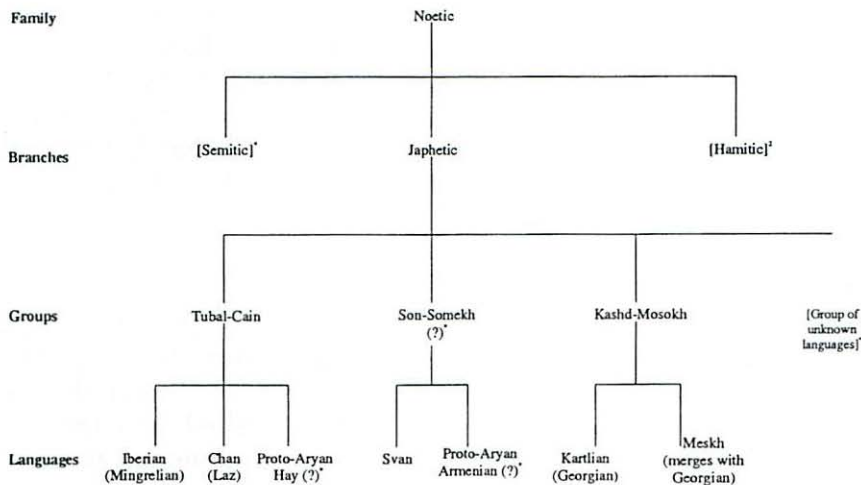 Family
Noetic
Branches
[Semitic]*
Japhetic
[Hamitic]²
Groups
Tubal-Cain
Son-Somekh
(?)*
Kashd-Mosokh
[Group of
unknown
languages]*
Languages
Iberian
(Mingrelian)
Chan
(Laz)
Proto-Aryan
Hay (?)*
Svan
Proto-Aryan
Armenian (?)*
Kartlian
(Georgian)
Meskh
(merges with
Georgian)